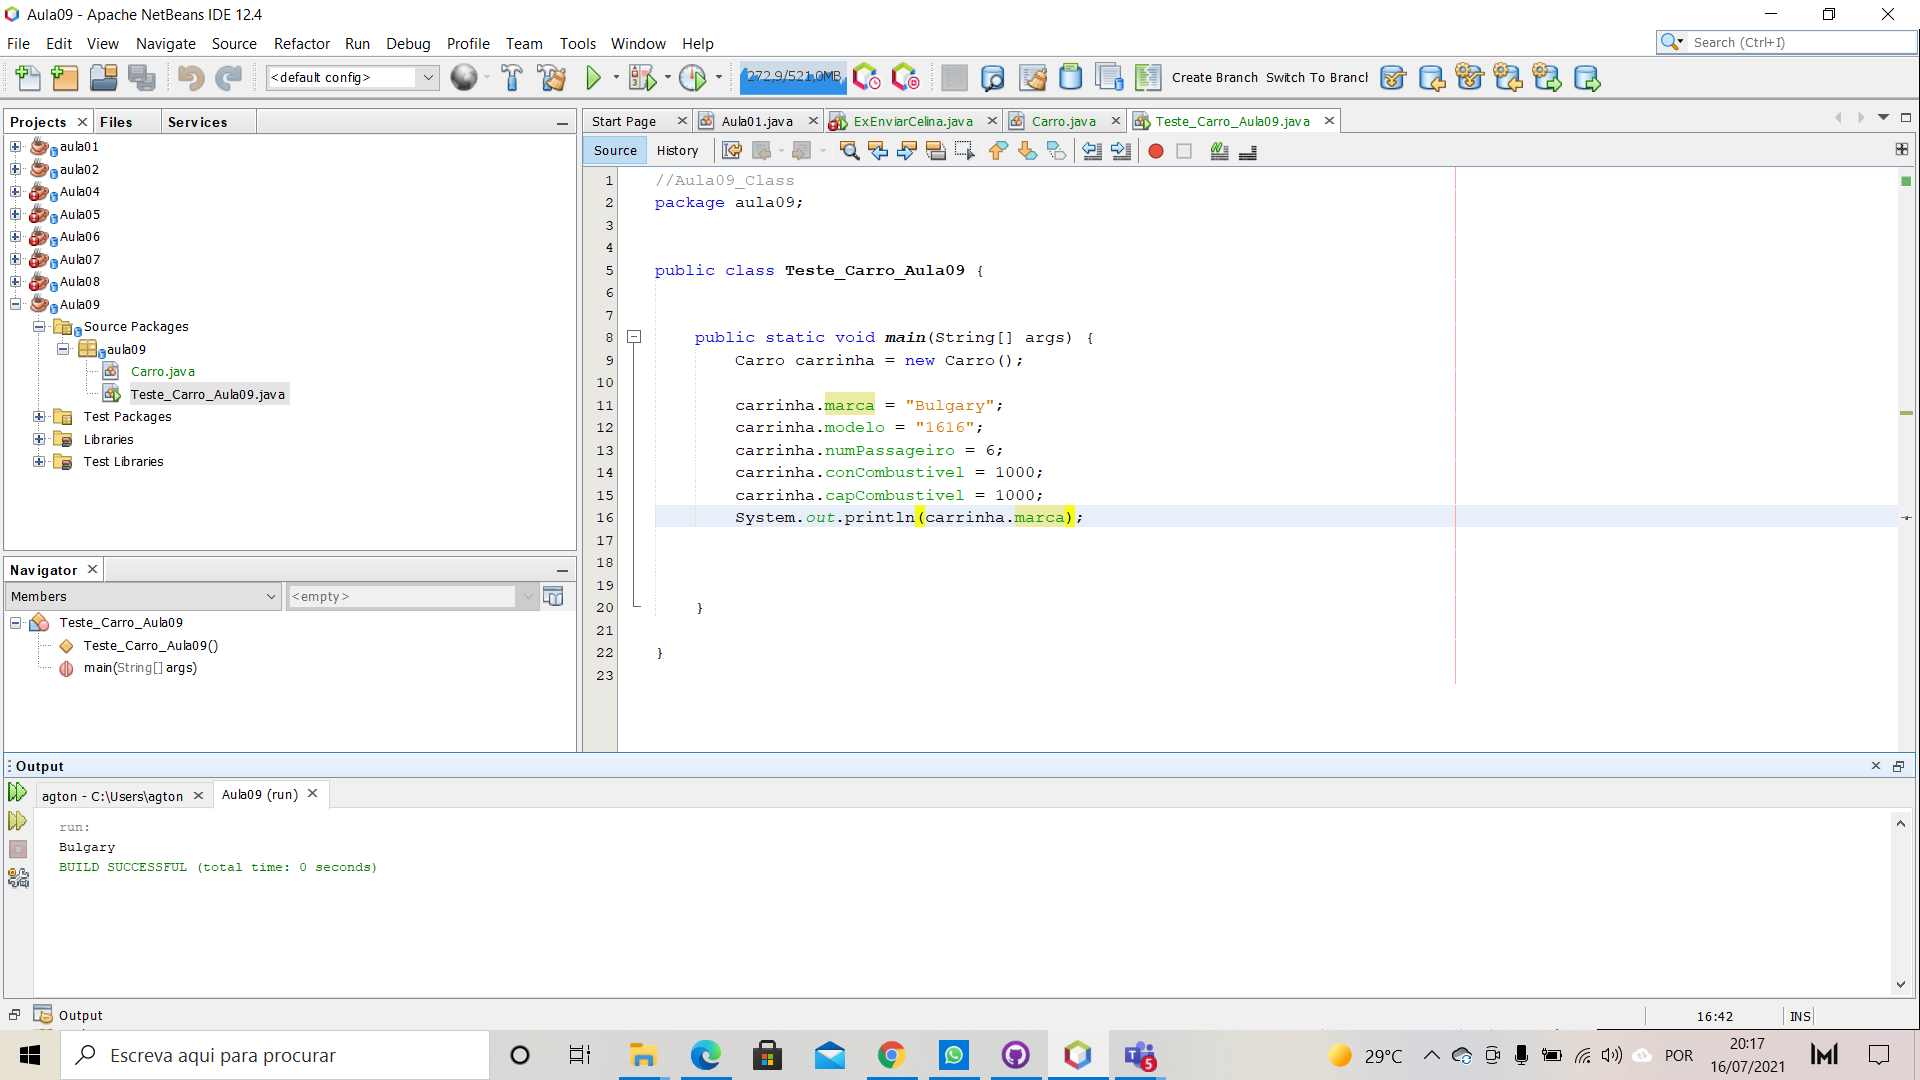 Aula09 - Apache NetBeans IDE 12.4
File Edit View Navigate Source Refactor Run Debug Profile Team Tools Window Help
Search (Ctrl+I)
<default config>
272,9/521,0MB
Create Branch Switch To Branch
Projects Files Services
aula01
aula02
Aula04
Aula05
Aula06
Aula07
Aula08
Aula09
Source Packages
aula09
Carro.java
Teste_Carro_Aula09.java
Test Packages
Libraries
Test Libraries
Navigator
Members <empty>
Teste_Carro_Aula09
Teste_Carro_Aula09()
main(String[] args)
Start Page Aula01.java ExEnviarCelina.java Carro.java Teste_Carro_Aula09.java
Source History
1 //Aula09_Class
2 package aula09;
3
4
5 public class Teste_Carro_Aula09 {
6
7
8 public static void main(String[] args) {
9 Carro carrinha = new Carro();
10
11 carrinha.marca = "Bulgary";
12 carrinha.modelo = "1616";
13 carrinha.numPassageiro = 6;
14 carrinha.conCombustivel = 1000;
15 carrinha.capCombustivel = 1000;
16 System.out.println(carrinha.marca);
17
18
19
20 }
21
22 }
23
Output
agton - C:\Users\agton Aula09 (run)
run:
Bulgary
BUILD SUCCESSFUL (total time: 0 seconds)
Output
16:42 INS
Escreva aqui para procurar
5
29°C
POR
20:17
16/07/2021